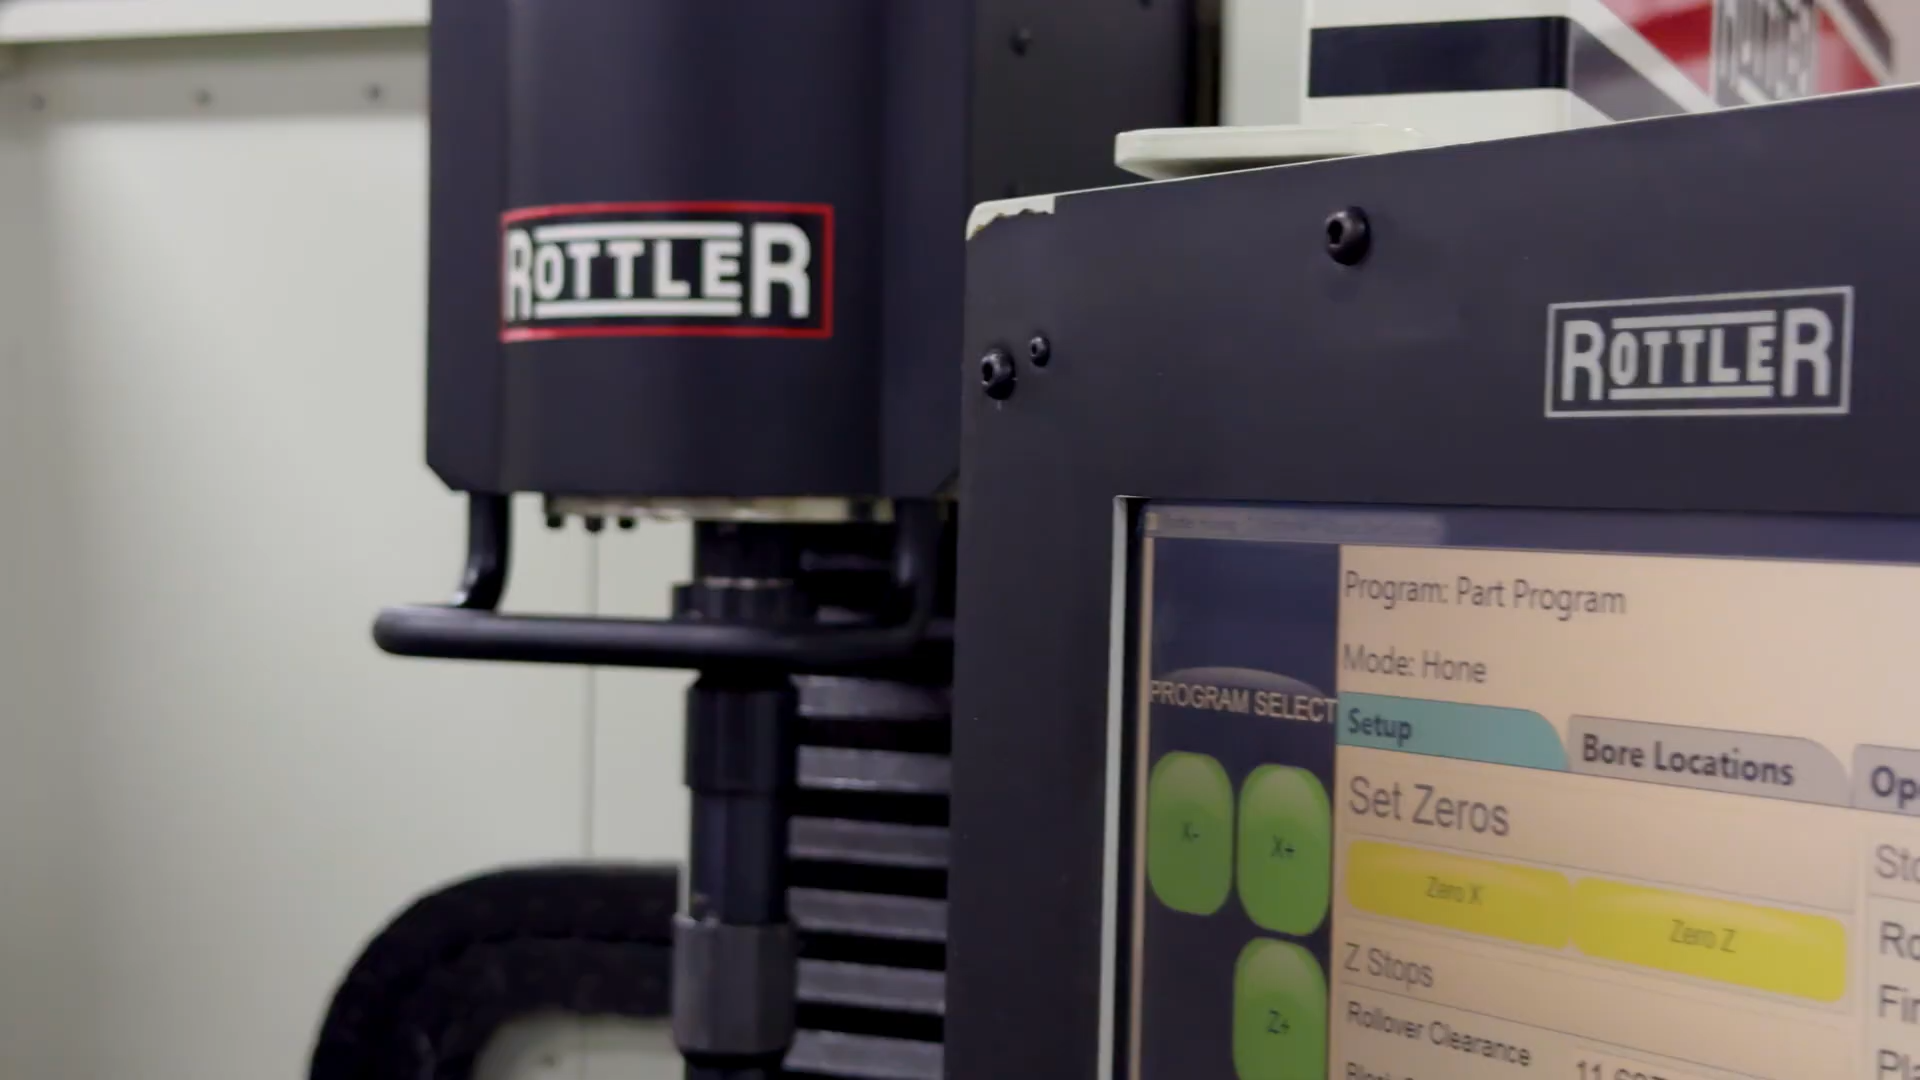 ROTTLER
ROTTLER
Program: Part Program
Mode: Hone
PROGRAM SELECT
Setup
Bore Locations
Op
Set Zeros
X-
X+
Zero X
Zero Z
Z Stops
Z+
Rollover Clearance